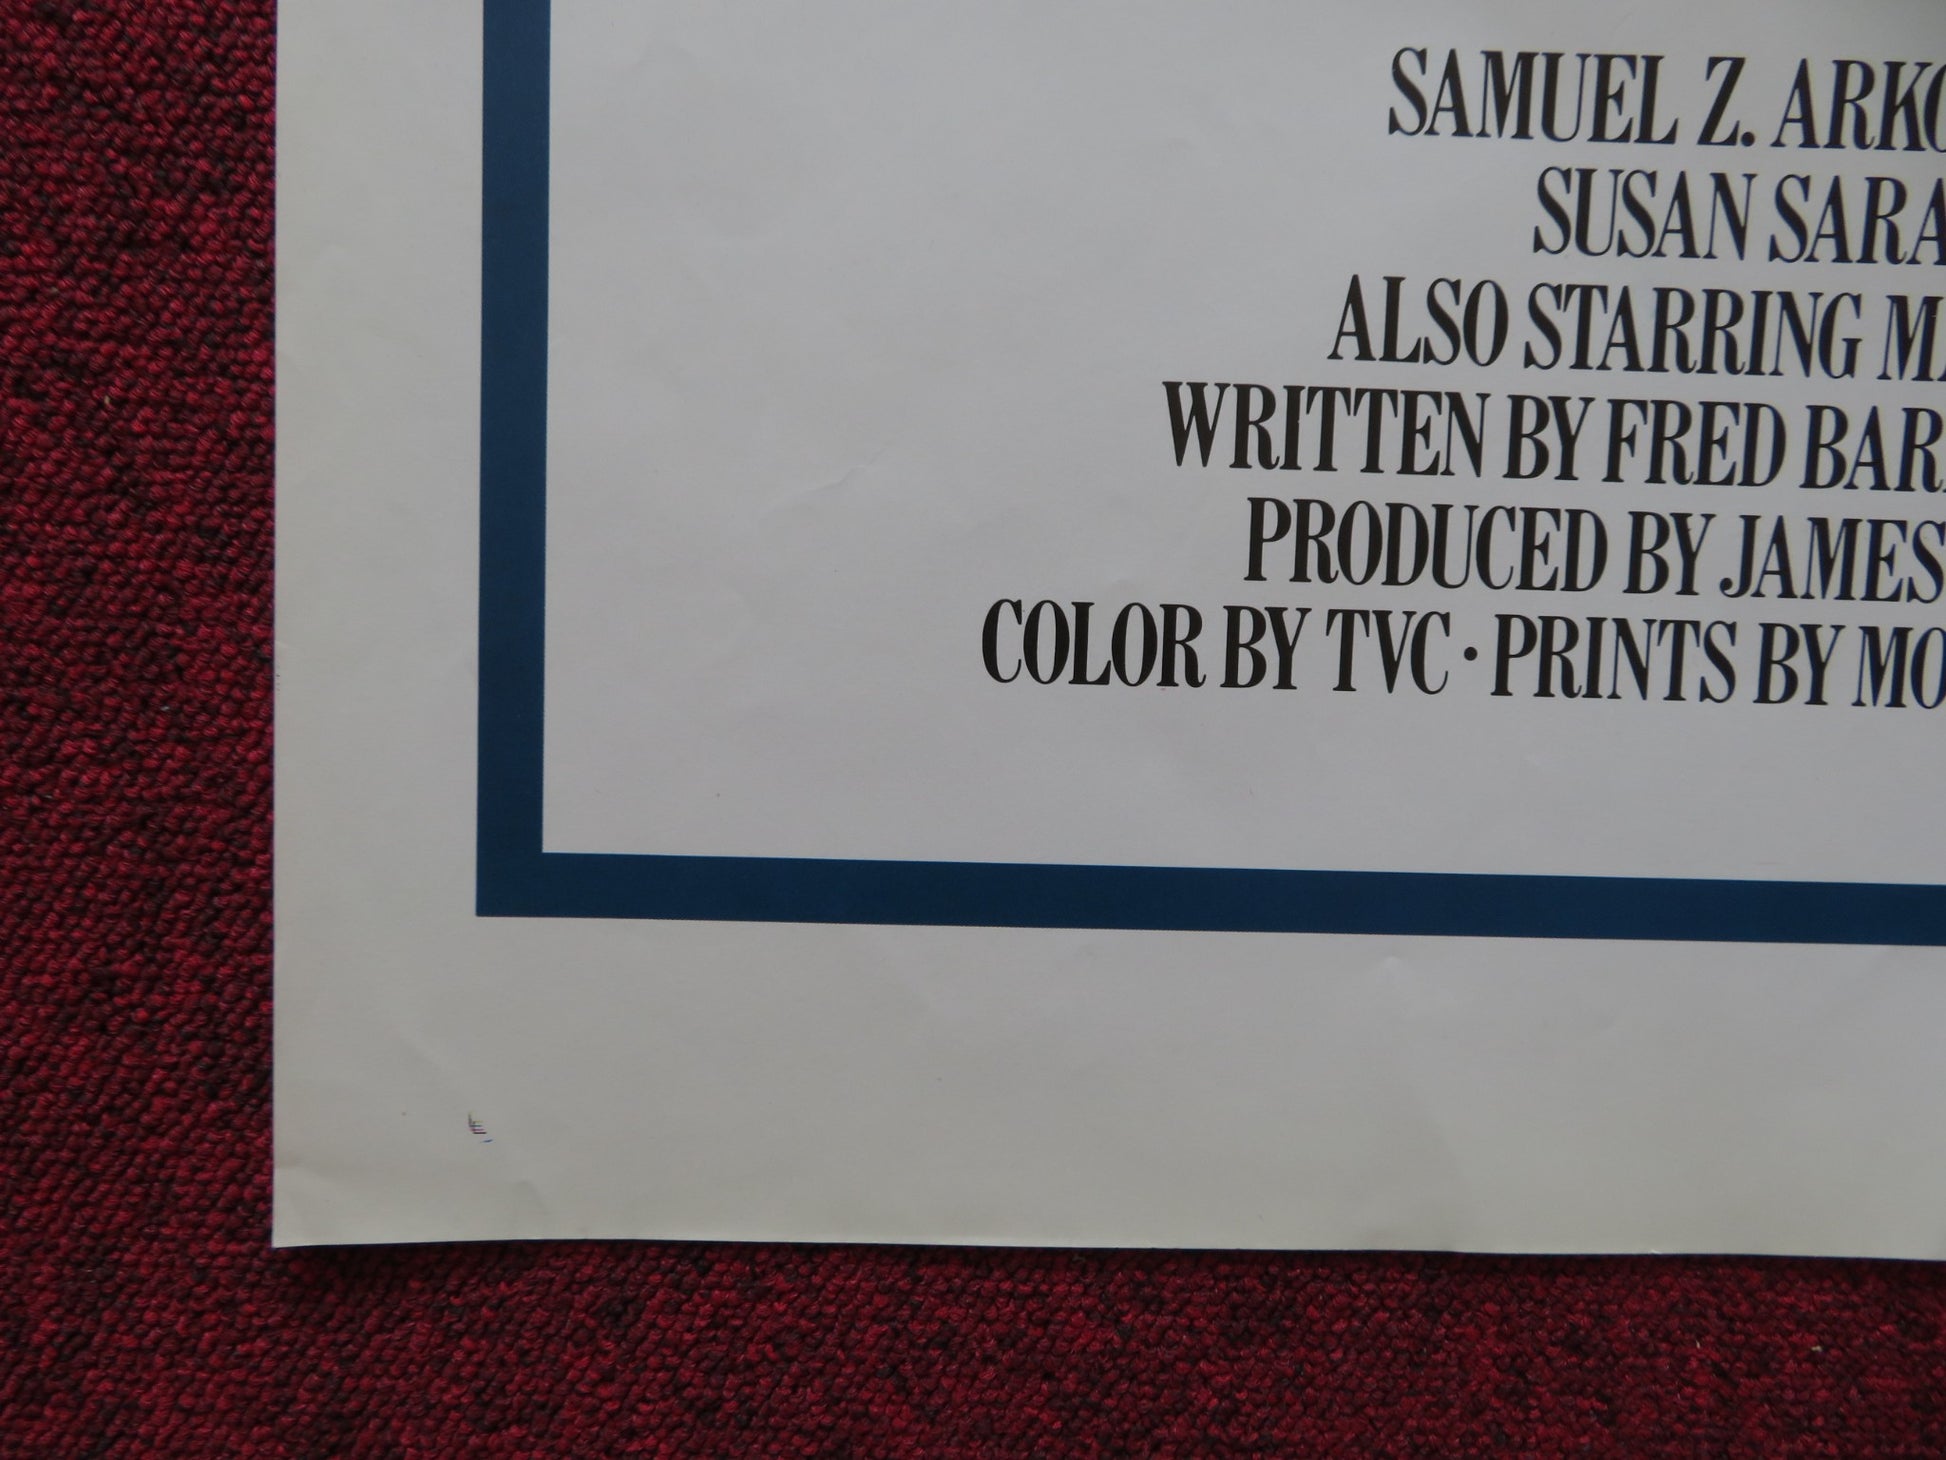 SAMUEL Z. ARKO
SUSAN SARA
ALSO STARRING MA
WRITTEN BY FRED BAR
PRODUCED BY JAMES
COLOR BY TVC · PRINTS BY MO